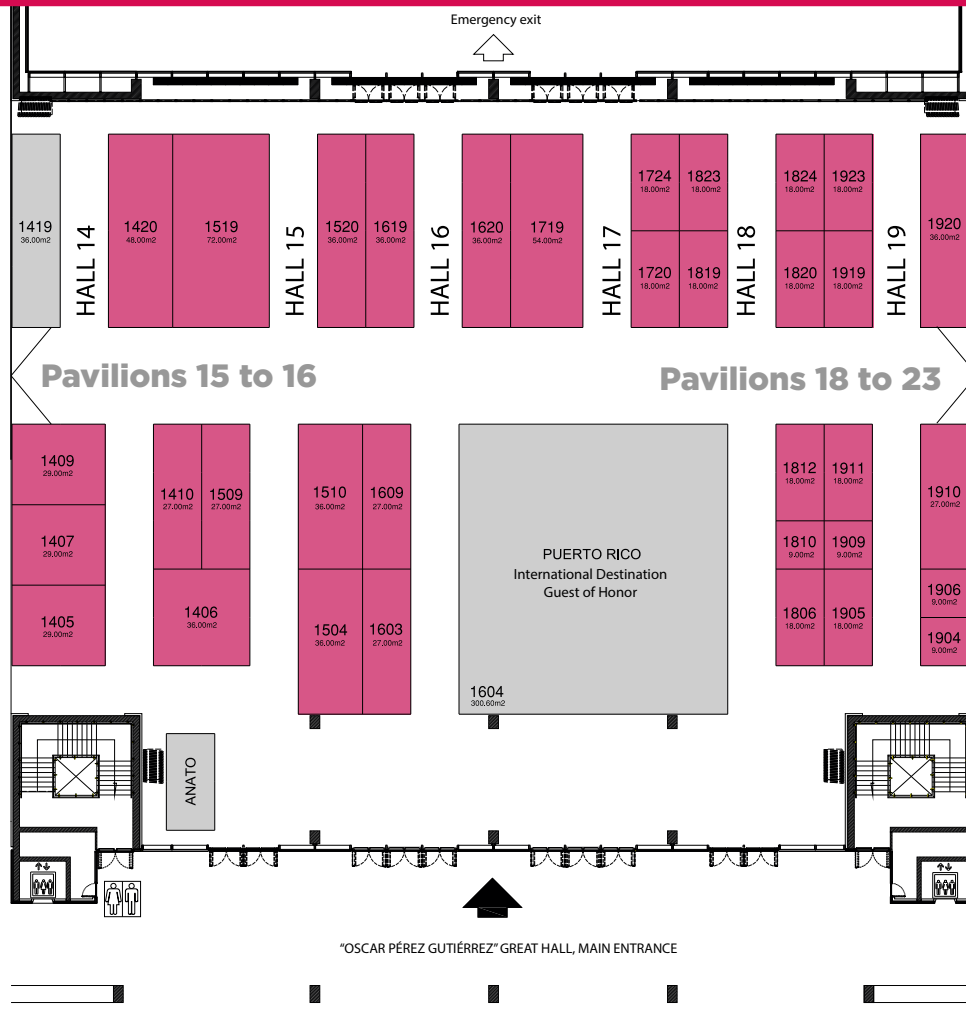 Emergency exit
1419
36.00m2
HALL 14
1420
48.00m2
1519
72.00m2
HALL 15
1520
36.00m2
1619
36.00m2
HALL 16
1620
36.00m2
1719
54.00m2
HALL 17
1724
18.00m2
1823
18.00m2
1720
18.00m2
1819
18.00m2
HALL 18
1824
18.00m2
1923
18.00m2
1820
18.00m2
1919
18.00m2
HALL 19
1920
36.00m2
Pavilions 15 to 16
Pavilions 18 to 23
1409
29.00m2
1407
29.00m2
1405
29.00m2
1410
27.00m2
1509
27.00m2
1406
36.00m2
1510
36.00m2
1609
27.00m2
1504
36.00m2
1603
27.00m2
PUERTO RICO
International Destination
Guest of Honor
1604
300.60m2
1812
18.00m2
1911
18.00m2
1810
9.00m2
1909
9.00m2
1806
18.00m2
1905
18.00m2
1910
27.00m2
1906
9.00m2
1904
9.00m2
ANATO
"OSCAR PÉREZ GUTIÉRREZ" GREAT HALL, MAIN ENTRANCE